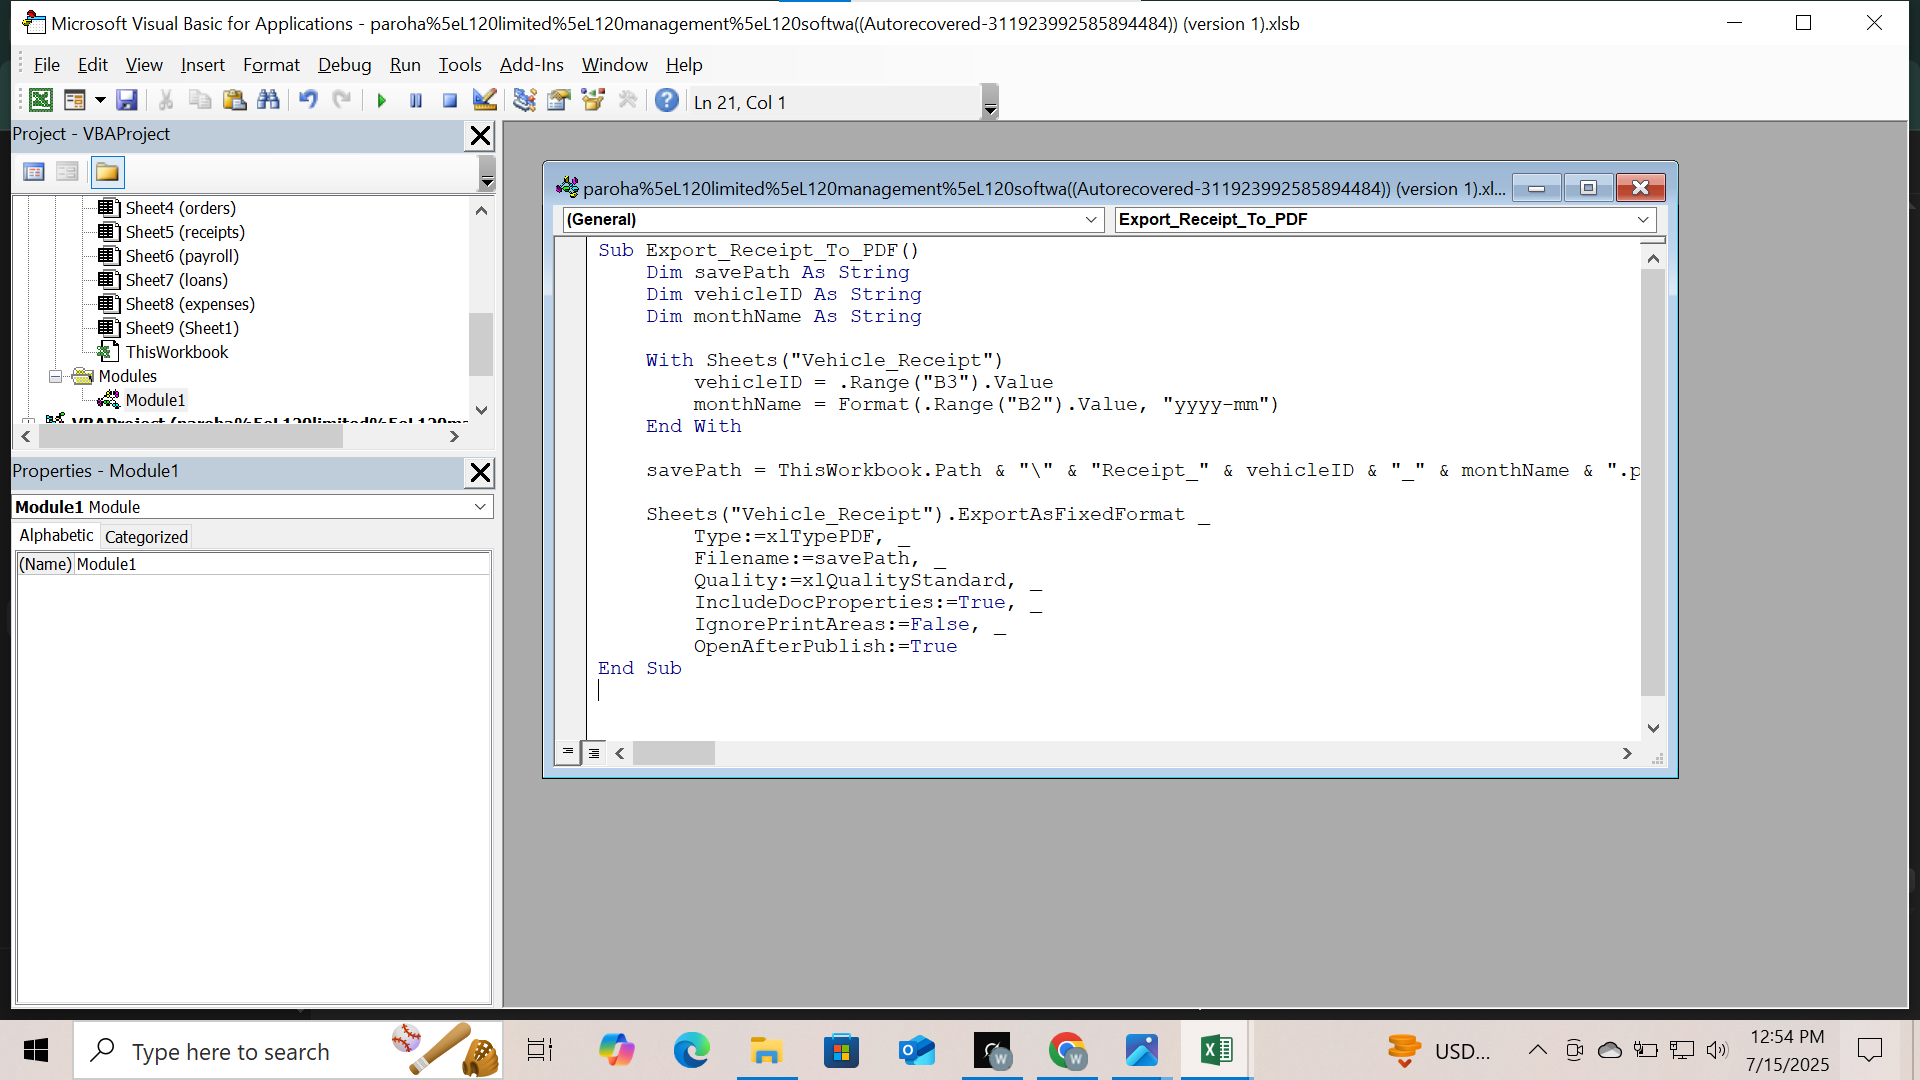 Microsoft Visual Basic for Applications - paroha%5eL120limited%5eL120management%5eL120softwa((Autorecovered-311923992585894484)) (version 1).xlsb
File Edit View Insert Format Debug Run Tools Add-Ins Window Help
Ln 21, Col 1
Project - VBAProject
Sheet4 (orders)
Sheet5 (receipts)
Sheet6 (payroll)
Sheet7 (loans)
Sheet8 (expenses)
Sheet9 (Sheet1)
ThisWorkbook
Modules
Module1
VBAProject (paroha%5eL120limited%5eL120ma
Properties - Module1
Module1 Module
Alphabetic Categorized
(Name) Module1
paroha%5eL120limited%5eL120management%5eL120softwa((Autorecovered-311923992585894484)) (version 1).xl...
(General) Export_Receipt_To_PDF
Sub Export_Receipt_To_PDF()
Dim savePath As String
Dim vehicleID As String
Dim monthName As String
With Sheets("Vehicle_Receipt")
vehicleID = .Range("B3").Value
monthName = Format(.Range("B2").Value, "yyyy-mm")
End With
savePath = ThisWorkbook.Path & "\" & "Receipt_" & vehicleID & "_" & monthName & ".p
Sheets("Vehicle_Receipt").ExportAsFixedFormat _
Type:=xlTypePDF, _
Filename:=savePath, _
Quality:=xlQualityStandard, _
IncludeDocProperties:=True, _
IgnorePrintAreas:=False, _
OpenAfterPublish:=True
End Sub
Type here to search
USD...
12:54 PM
7/15/2025